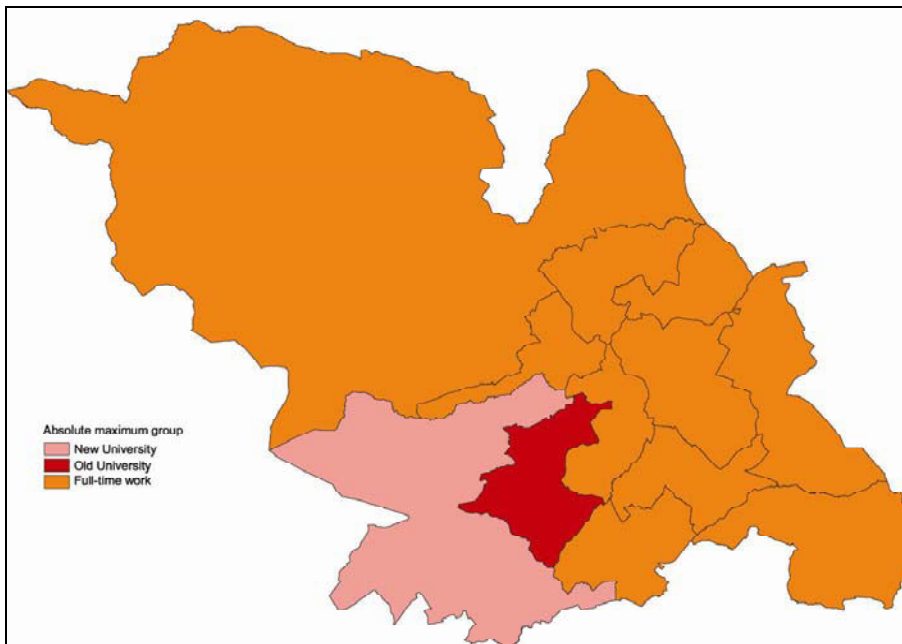 Absolute maximum group
New University
Old University
Full-time work